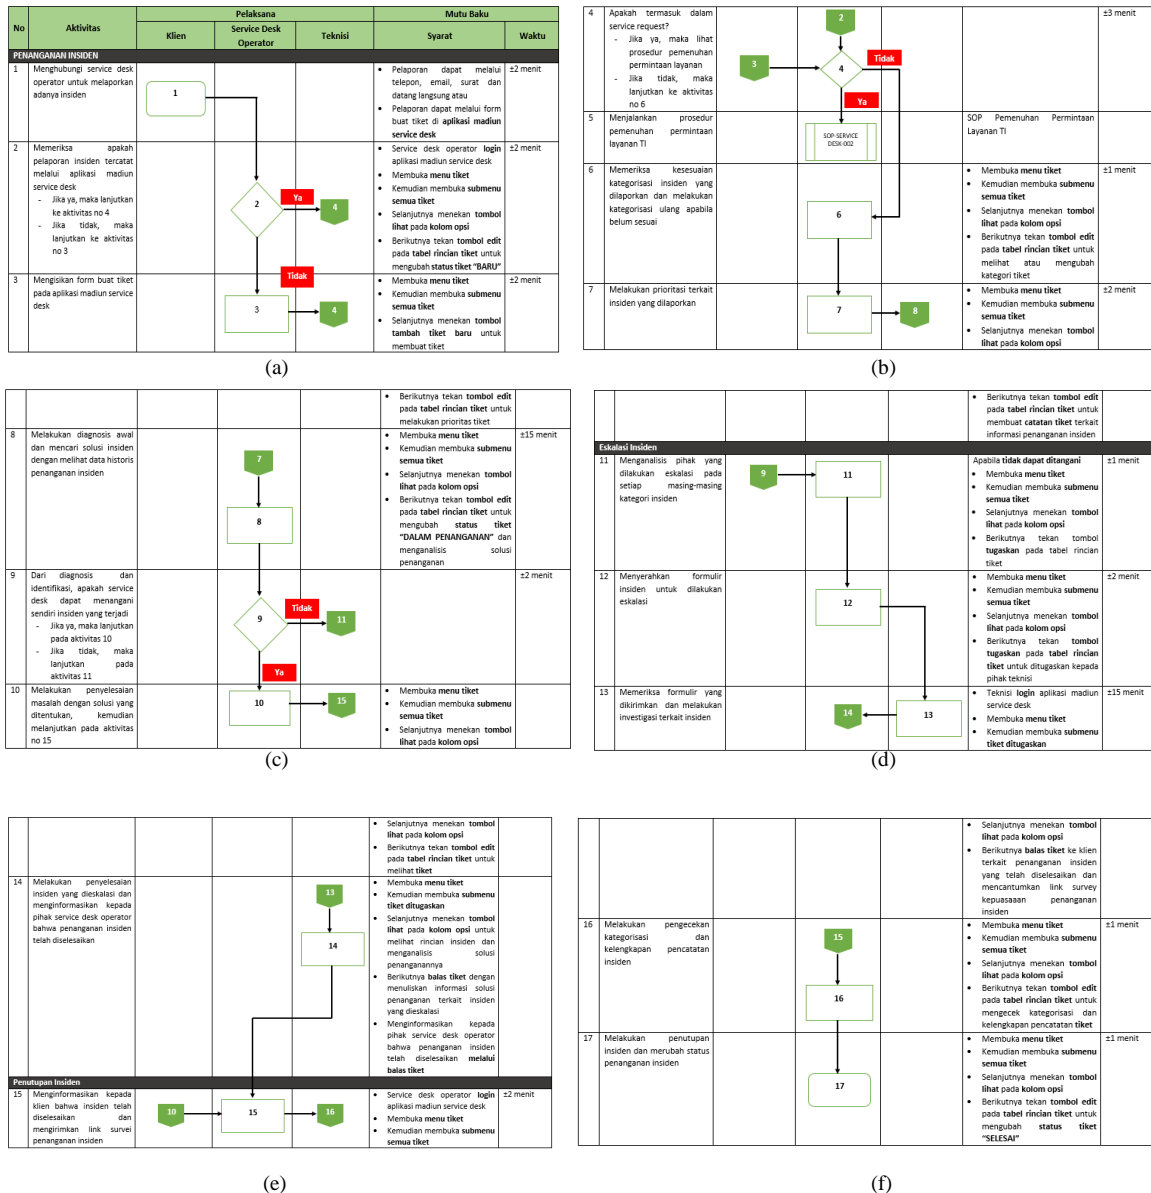 No
Aktivitas
Pelaksana
Mutu Baku
Klien
Service Desk
Operator
Teknisi
Syarat
Waktu
PENANGANAN INSIDEN
1
Menghubungi service desk
operator untuk melaporkan
adanya insiden
1
• Pelaporan dapat melalui
telepon, email, surat dan
datang langsung atau
• Pelaporan dapat melalui form
buat tiket di aplikasi madiun
service desk
±2 menit
2
Memeriksa apakah
pelaporan insiden tercatat
melalui aplikasi madiun
service desk
- Jika ya, maka lanjutkan
ke aktivitas no 4
- Jika tidak, maka
lanjutkan ke aktivitas
no 3
2
Ya
4
Tidak
• Service desk operator login
aplikasi madiun service desk
• Membuka menu tiket
• Kemudian membuka submenu
semua tiket
• Selanjutnya menekan tombol
lihat pada kolom opsi
• Berikutnya tekan tombol edit
pada tabel rincian tiket untuk
mengubah status tiket "BARU"
±2 menit
3
Mengisikan form buat tiket
pada aplikasi madiun service
desk
3
4
• Membuka menu tiket
• Kemudian membuka submenu
semua tiket
• Selanjutnya menekan tombol
tambah tiket baru untuk
membuat tiket
±2 menit
(a)
4
Apakah termasuk dalam
service request?
- Jika ya, maka lihat
prosedur pemenuhan
permintaan layanan
- Jika tidak, maka
lanjutkan ke aktivitas
no 6
2
3
4
Tidak
Ya
±3 menit
5
Menjalankan prosedur
pemenuhan permintaan
layanan TI
SOP-SERVICE
DESK-002
SOP Pemenuhan Permintaan
Layanan TI
6
Memeriksa kesesuaian
kategorisasi insiden yang
dilaporkan dan melakukan
kategorisasi ulang apabila
belum sesuai
6
• Membuka menu tiket
• Kemudian membuka submenu
semua tiket
• Selanjutnya menekan tombol
lihat pada kolom opsi
• Berikutnya tekan tombol edit
pada tabel rincian tiket untuk
melihat atau mengubah
kategori tiket
±1 menit
7
Melakukan prioritasi terkait
insiden yang dilaporkan
7
8
• Membuka menu tiket
• Kemudian membuka submenu
semua tiket
• Selanjutnya menekan tombol
lihat pada kolom opsi
±2 menit
(b)
• Berikutnya tekan tombol edit
pada tabel rincian tiket untuk
melakukan prioritas tiket
8
Melakukan diagnosis awal
dan mencari solusi insiden
dengan melihat data historis
penanganan insiden
7
8
• Membuka menu tiket
• Kemudian membuka submenu
semua tiket
• Selanjutnya menekan tombol
lihat pada kolom opsi
• Berikutnya tekan tombol edit
pada tabel rincian tiket untuk
mengubah status tiket
"DALAM PENANGANAN" dan
menganalisis solusi
penanganan
±15 menit
9
Dari diagnosis dan
identifikasi, apakah service
desk dapat menangani
sendiri insiden yang terjadi
- Jika ya, maka lanjutkan
pada aktivitas 10
- Jika tidak, maka
lanjutkan pada
aktivitas 11
9
Tidak
11
Ya
±2 menit
10
Melakukan penyelesaian
masalah dengan solusi yang
ditentukan, kemudian
melanjutkan pada aktivitas
no 15
10
15
• Membuka menu tiket
• Kemudian membuka submenu
semua tiket
• Selanjutnya menekan tombol
lihat pada kolom opsi
(c)
• Berikutnya tekan tombol edit
pada tabel rincian tiket untuk
membuat catatan tiket terkait
informasi penanganan insiden
Eskalasi Insiden
11
Menganalisis pihak yang
dilakukan eskalasi pada
setiap masing-masing
kategori insiden
9
11
Apabila tidak dapat ditangani
• Membuka menu tiket
• Kemudian membuka submenu
semua tiket
• Selanjutnya menekan tombol
lihat pada kolom opsi
• Berikutnya tekan tombol
tugaskan pada tabel rincian
tiket
±1 menit
12
Menyerahkan formulir
insiden untuk dilakukan
eskalasi
12
• Membuka menu tiket
• Kemudian membuka submenu
semua tiket
• Selanjutnya menekan tombol
lihat pada kolom opsi
• Berikutnya tekan tombol
tugaskan pada tabel rincian
tiket untuk ditugaskan kepada
pihak teknisi
±2 menit
13
Memeriksa formulir yang
dikirimkan dan melakukan
investigasi terkait insiden
14
13
• Teknisi login aplikasi madiun
service desk
• Membuka menu tiket
• Kemudian membuka submenu
tiket ditugaskan
±15 menit
(d)
• Selanjutnya menekan tombol
lihat pada kolom opsi
• Berikutnya tekan tombol edit
pada tabel rincian tiket untuk
melihat tiket
14
Melakukan penyelesaian
insiden yang dieskalasi dan
menginformasikan kepada
pihak service desk operator
bahwa penanganan insiden
telah diselesaikan
13
14
• Membuka menu tiket
• Kemudian membuka submenu
tiket ditugaskan
• Selanjutnya menekan tombol
lihat pada kolom opsi untuk
melihat rincian insiden dan
menganalisis solusi
penanganannya
• Berikutnya balas tiket dengan
menuliskan informasi solusi
penanganan terkait insiden
yang dieskalasi
• Menginformasikan kepada
pihak service desk operator
bahwa penanganan insiden
telah diselesaikan melalui
balas tiket
Penutupan Insiden
15
Menginformasikan kepada
klien bahwa insiden telah
diselesaikan dan
mengirimkan link survei
penanganan insiden
10
15
16
• Service desk operator login
aplikasi madiun service desk
• Membuka menu tiket
• Kemudian membuka submenu
semua tiket
±2 menit
(e)
• Selanjutnya menekan tombol
lihat pada kolom opsi
• Berikutnya balas tiket ke klien
terkait penanganan insiden
yang telah diselesaikan dan
mencantumkan link survey
kepuasaaan penanganan
insiden
16
Melakukan pengecekan
kategorisasi dan
kelengkapan pencatatan
insiden
15
16
• Membuka menu tiket
• Kemudian membuka submenu
semua tiket
• Selanjutnya menekan tombol
lihat pada kolom opsi
• Berikutnya tekan tombol edit
pada tabel rincian tiket untuk
mengecek kategorisasi dan
kelengkapan pencatatan tiket
±1 menit
17
Melakukan penutupan
insiden dan merubah status
penanganan insiden
17
• Membuka menu tiket
• Kemudian membuka submenu
semua tiket
• Selanjutnya menekan tombol
lihat pada kolom opsi
• Berikutnya tekan tombol edit
pada tabel rincian tiket untuk
mengubah status tiket
"SELESAI"
±1 menit
(f)